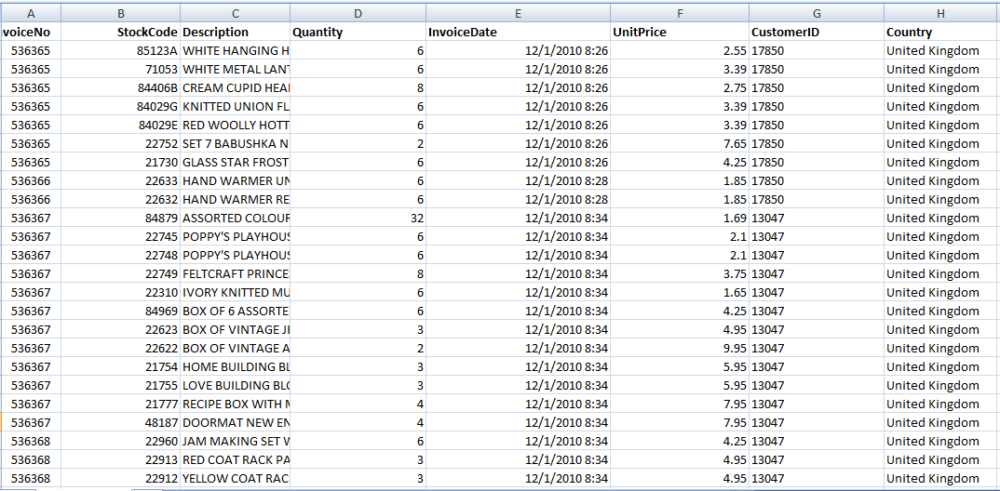 A B C D E F G H
voiceNo StockCode Description Quantity InvoiceDate UnitPrice CustomerID Country
536365 85123A WHITE HANGING H 6 12/1/2010 8:26 2.55 17850 United Kingdom
536365 71053 WHITE METAL LANT 6 12/1/2010 8:26 3.39 17850 United Kingdom
536365 84406B CREAM CUPID HEAI 8 12/1/2010 8:26 2.75 17850 United Kingdom
536365 84029G KNITTED UNION FL 6 12/1/2010 8:26 3.39 17850 United Kingdom
536365 84029E RED WOOLLY HOTT 6 12/1/2010 8:26 3.39 17850 United Kingdom
536365 22752 SET 7 BABUSHKA N 2 12/1/2010 8:26 7.65 17850 United Kingdom
536365 21730 GLASS STAR FROST 6 12/1/2010 8:26 4.25 17850 United Kingdom
536366 22633 HAND WARMER UN 6 12/1/2010 8:28 1.85 17850 United Kingdom
536366 22632 HAND WARMER RE 6 12/1/2010 8:28 1.85 17850 United Kingdom
536367 84879 ASSORTED COLOUF 32 12/1/2010 8:34 1.69 13047 United Kingdom
536367 22745 POPPY'S PLAYHOUS 6 12/1/2010 8:34 2.1 13047 United Kingdom
536367 22748 POPPY'S PLAYHOUS 6 12/1/2010 8:34 2.1 13047 United Kingdom
536367 22749 FELTCRAFT PRINCE 8 12/1/2010 8:34 3.75 13047 United Kingdom
536367 22310 IVORY KNITTED MU 6 12/1/2010 8:34 1.65 13047 United Kingdom
536367 84969 BOX OF 6 ASSORTE 6 12/1/2010 8:34 4.25 13047 United Kingdom
536367 22623 BOX OF VINTAGE JI 3 12/1/2010 8:34 4.95 13047 United Kingdom
536367 22622 BOX OF VINTAGE A 2 12/1/2010 8:34 9.95 13047 United Kingdom
536367 21754 HOME BUILDING BL 3 12/1/2010 8:34 5.95 13047 United Kingdom
536367 21755 LOVE BUILDING BLO 3 12/1/2010 8:34 5.95 13047 United Kingdom
536367 21777 RECIPE BOX WITH M 4 12/1/2010 8:34 7.95 13047 United Kingdom
536367 48187 DOORMAT NEW EN 4 12/1/2010 8:34 7.95 13047 United Kingdom
536368 22960 JAM MAKING SET W 6 12/1/2010 8:34 4.25 13047 United Kingdom
536368 22913 RED COAT RACK PA 3 12/1/2010 8:34 4.95 13047 United Kingdom
536368 22912 YELLOW COAT RAC 3 12/1/2010 8:34 4.95 13047 United Kingdom